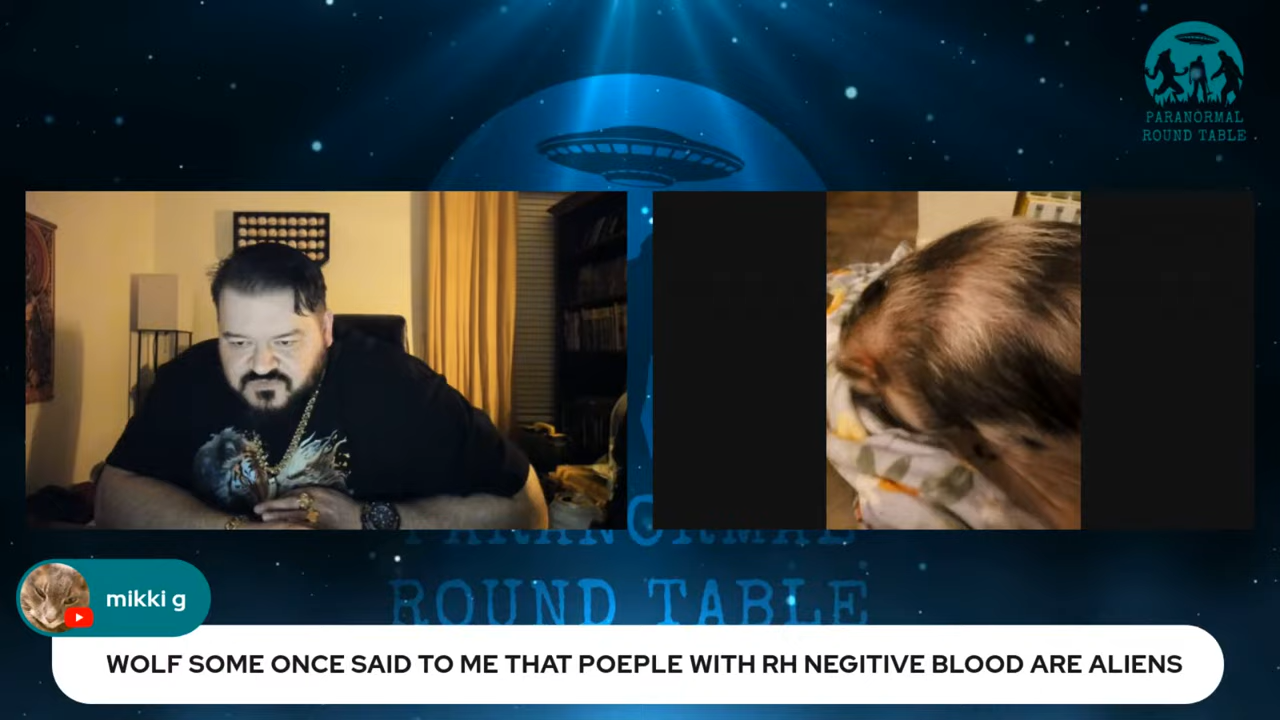 PARANORMAL
ROUND TABLE
PARANORMAL
ROUND TABLE
mikki g
WOLF SOME ONCE SAID TO ME THAT POEPLE WITH RH NEGITIVE BLOOD ARE ALIENS